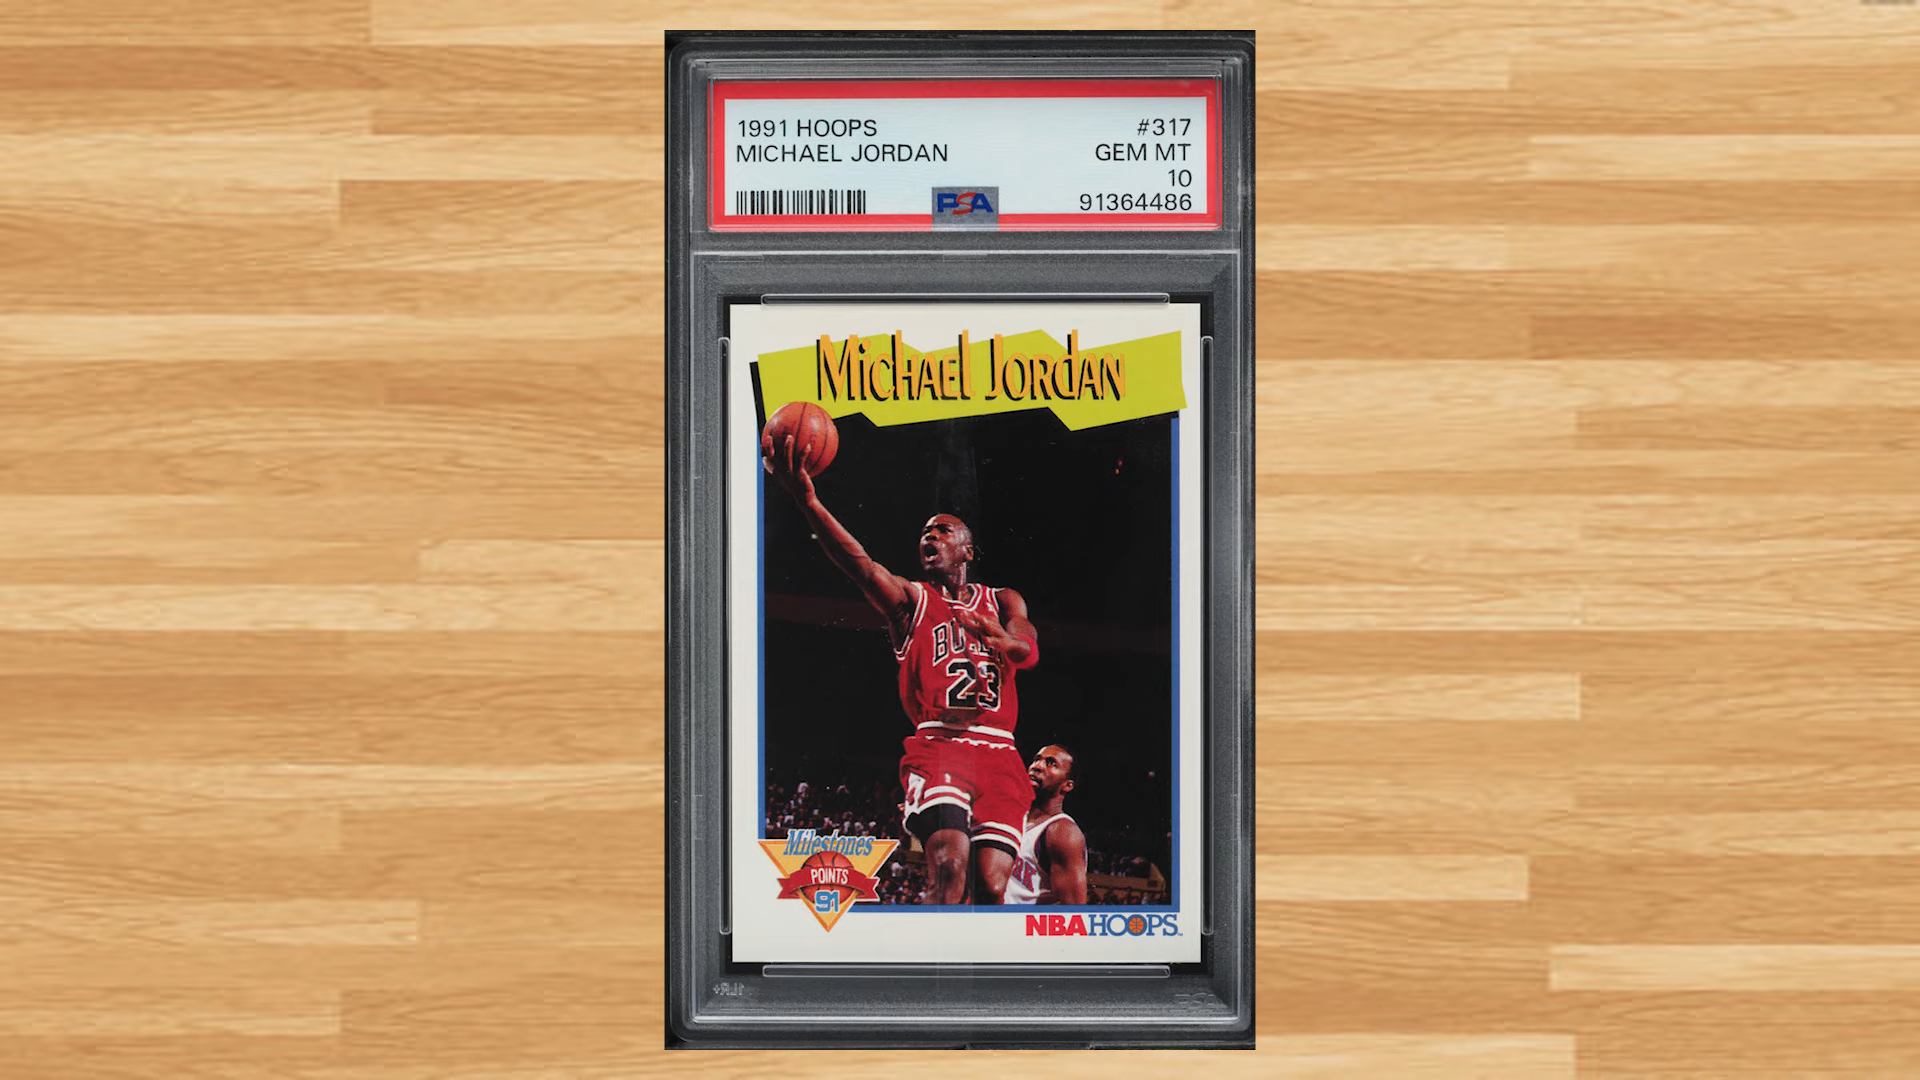 1991 HOOPS #317
MICHAEL JORDAN GEM MT
10
PSA 91364486
Michael Jordan
BULLS
23
Milestones
POINTS
91
NBA HOOPS